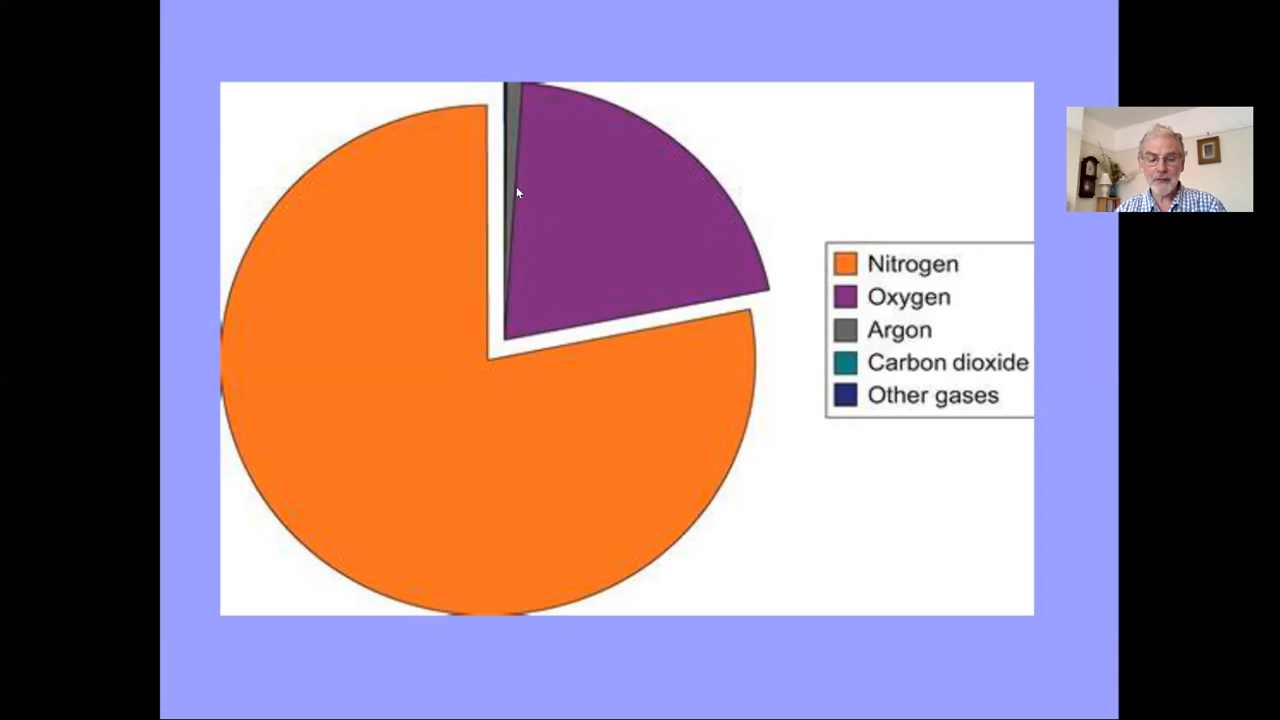 Nitrogen
Oxygen
Argon
Carbon dioxide
Other gases